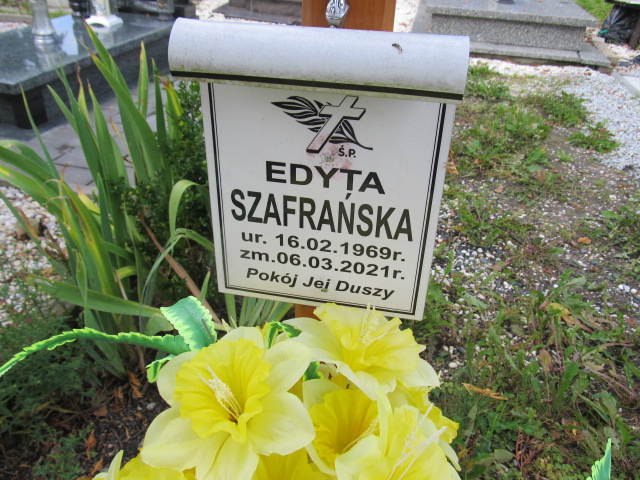 Ś.P.
EDYTA
SZAFRAŃSKA
ur. 16.02.1969r.
zm.06.03.2021r.
Pokój Jej Duszy